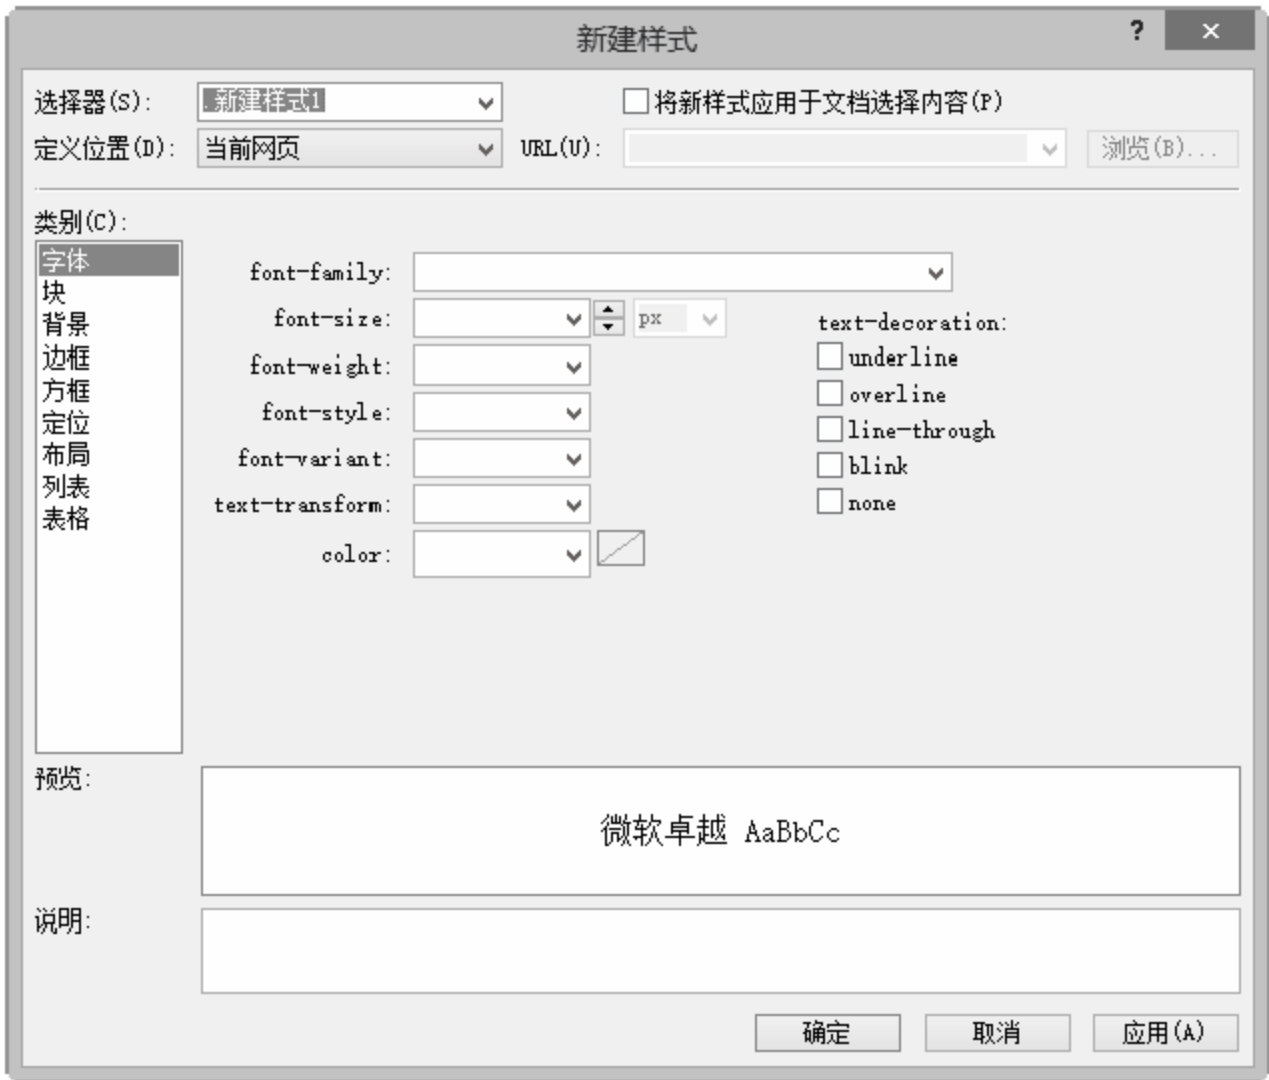 新建样式
?
选择器(S): .新建样式1 将新样式应用于文档选择内容(P)
定义位置(D): 当前网页 URL(U): 浏览(B)...
类别(C):
字体
块
背景
边框
方框
定位
布局
列表
表格
font-family:
font-size: px
font-weight:
font-style:
font-variant:
text-transform:
color:
text-decoration:
underline
overline
line-through
blink
none
预览:
微软卓越 AaBbCc
说明:
确定 取消 应用(A)